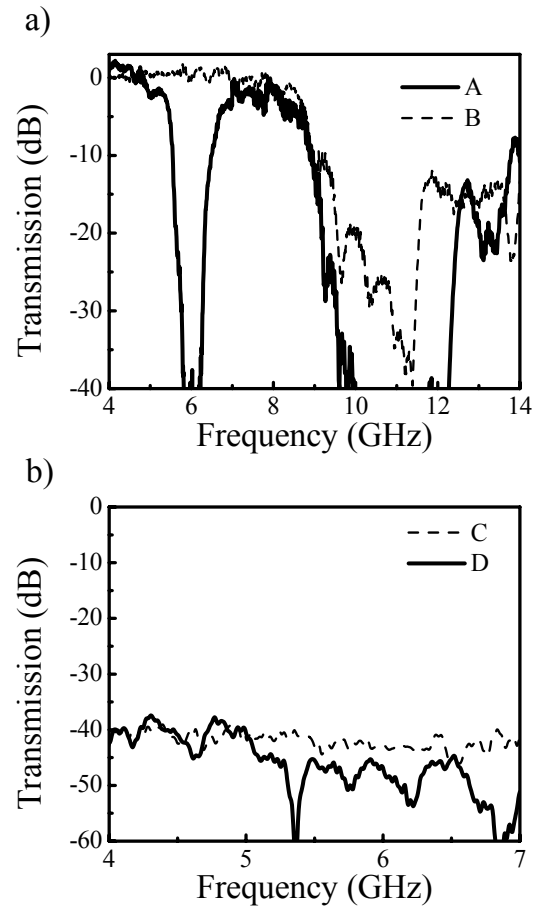 a)
A
B
0
-10
-20
-30
-40
Transmission (dB)
4 6 8 10 12 14
Frequency (GHz)
b)
C
D
0
-10
-20
-30
-40
-50
-60
Transmission (dB)
4 5 6 7
Frequency (GHz)